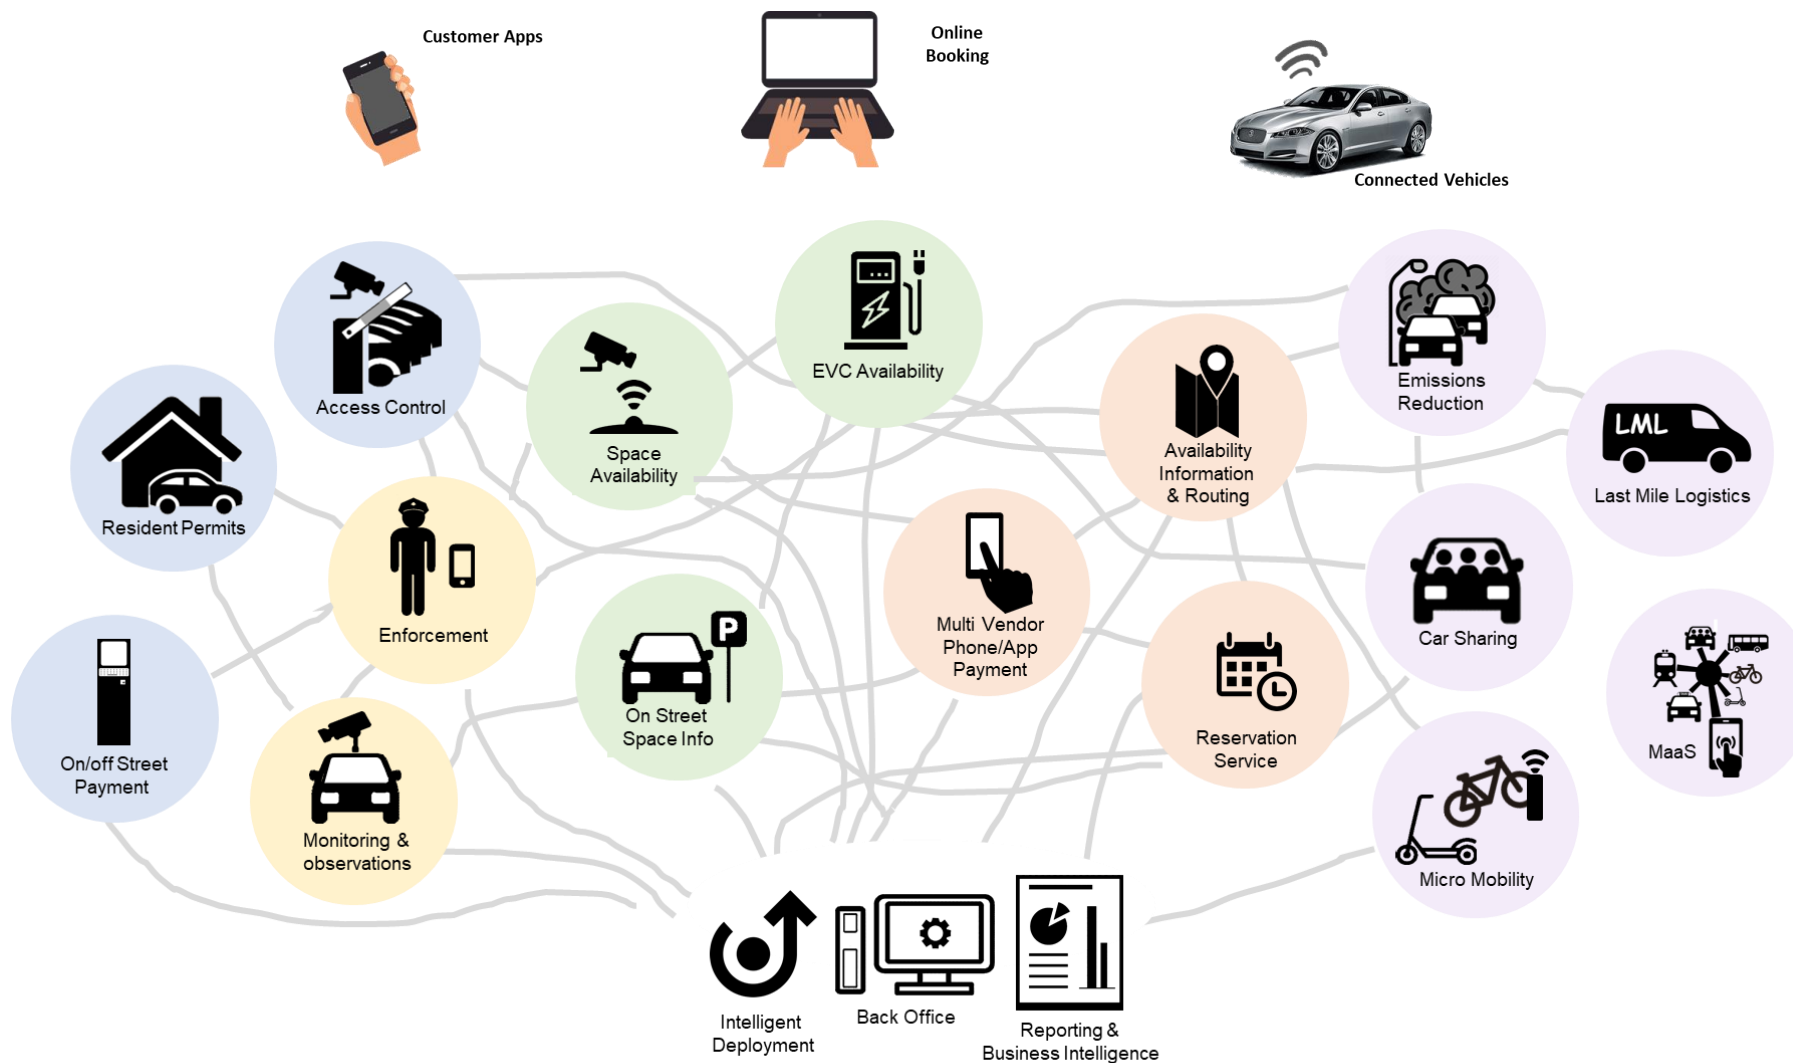 Customer Apps
Online
Booking
Connected Vehicles
Access Control
EVC Availability
Space
Availability
Availability
Information
& Routing
Emissions
Reduction
LML
Last Mile Logistics
Resident Permits
Enforcement
P
On Street
Space Info
Multi Vendor
Phone/App
Payment
Reservation
Service
Car Sharing
MaaS
On/off Street
Payment
Monitoring &
observations
Micro Mobility
Intelligent
Deployment
Back Office
Reporting &
Business Intelligence